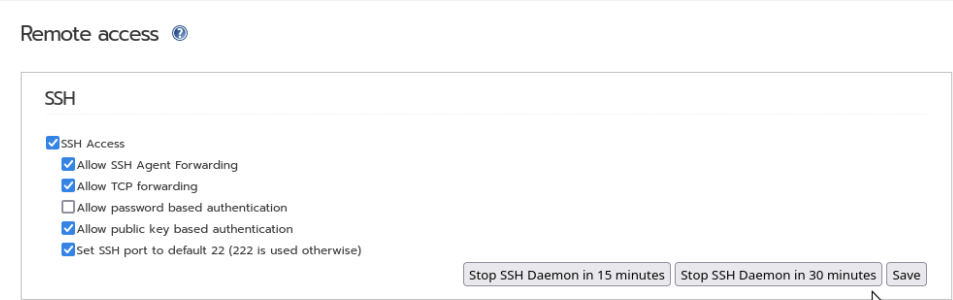 Remote access ?
SSH
SSH Access
Allow SSH Agent Forwarding
Allow TCP forwarding
Allow password based authentication
Allow public key based authentication
Set SSH port to default 22 (222 is used otherwise)
Stop SSH Daemon in 15 minutes Stop SSH Daemon in 30 minutes Save